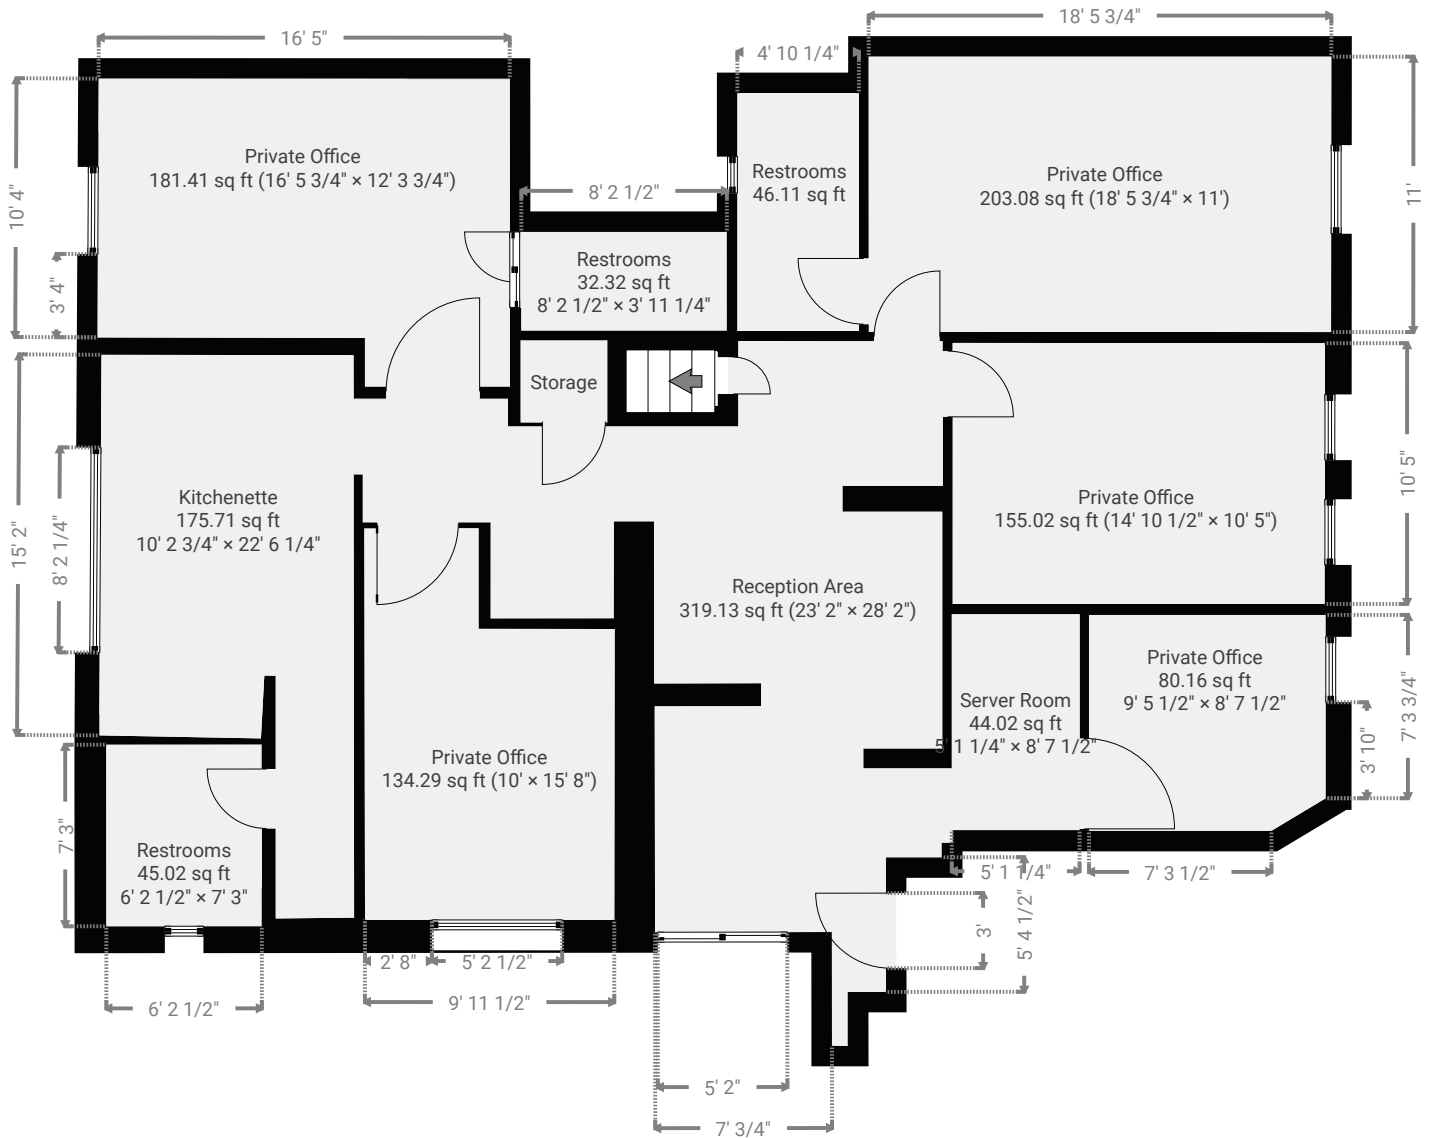 18' 5 3/4"
16' 5"
4' 10 1/4"
10' 4"
Private Office
181.41 sq ft (16' 5 3/4" × 12' 3 3/4")
8' 2 1/2"
Restrooms
46.11 sq ft
Private Office
203.08 sq ft (18' 5 3/4" × 11')
11'
3' 4"
Restrooms
32.32 sq ft
8' 2 1/2" × 3' 11 1/4"
Storage
15' 2"
8' 2 1/4"
Kitchenette
175.71 sq ft
10' 2 3/4" × 22' 6 1/4"
Private Office
155.02 sq ft (14' 10 1/2" × 10' 5")
10' 5"
Reception Area
319.13 sq ft (23' 2" × 28' 2")
Private Office
80.16 sq ft
9' 5 1/2" × 8' 7 1/2"
Server Room
44.02 sq ft
5' 1 1/4" × 8' 7 1/2"
7' 3 3/4"
3' 10"
Private Office
134.29 sq ft (10' × 15' 8")
7' 3"
Restrooms
45.02 sq ft
6' 2 1/2" × 7' 3"
5' 1 1/4"
7' 3 1/2"
3'
5' 4 1/2"
2' 8"
5' 2 1/2"
9' 11 1/2"
6' 2 1/2"
5' 2"
7' 3/4"